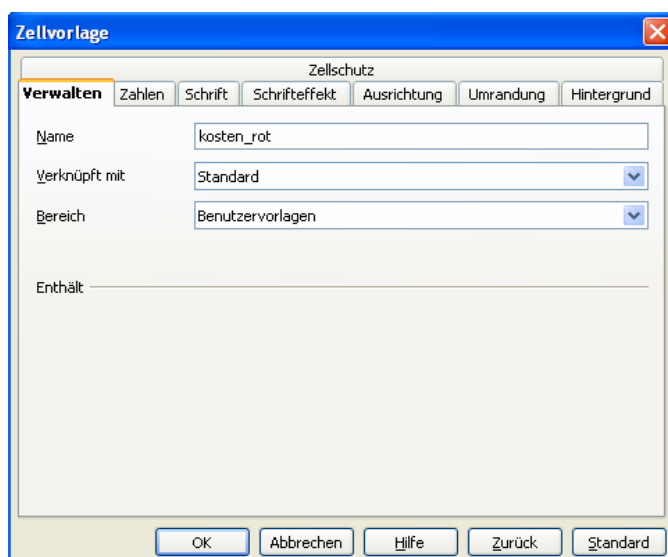 Zellvorlage
Zellschutz
Verwalten Zahlen Schrift Schrifteffekt Ausrichtung Umrandung Hintergrund
Name kosten_rot
Verknüpft mit Standard
Bereich Benutzervorlagen
Enthält
OK Abbrechen Hilfe Zurück Standard